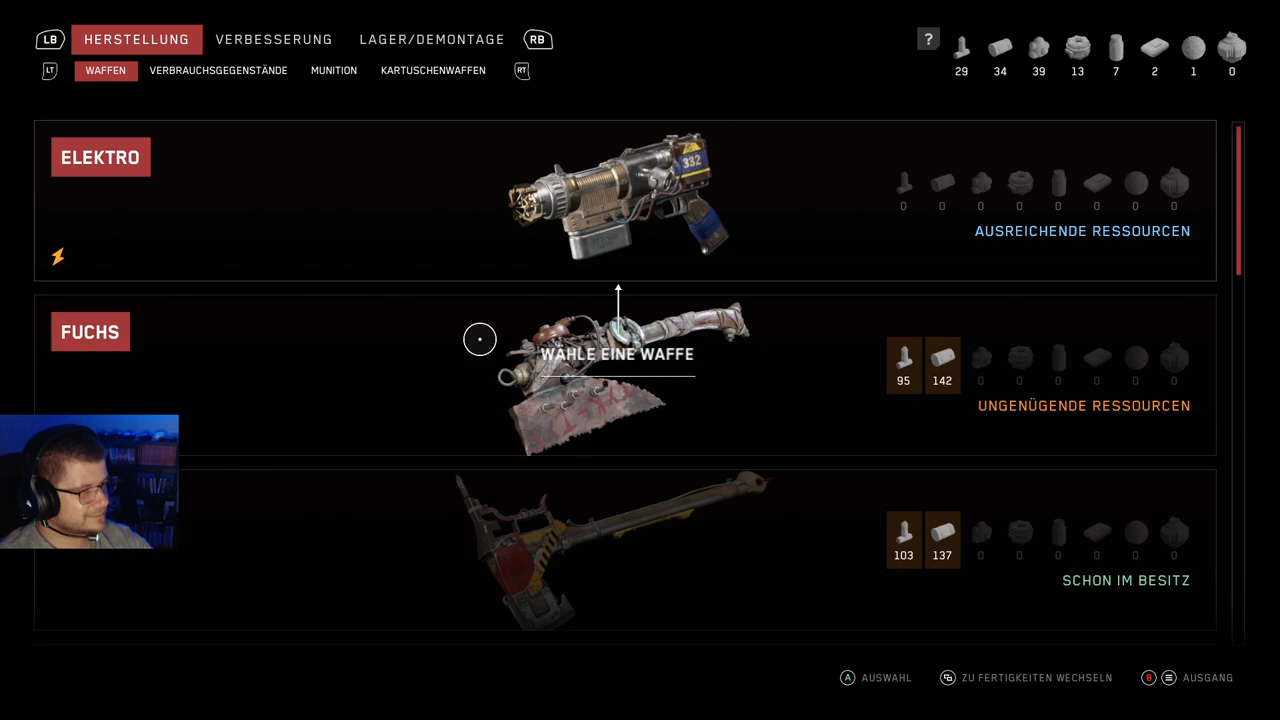 LB HERSTELLUNG VERBESSERUNG LAGER/DEMONTAGE RB
LT WAFFEN VERBRAUCHSGEGENSTÄNDE MUNITION KARTUSCHENWAFFEN RT
?
29 34 39 13 7 2 1 0
ELEKTRO
332
0 0 0 0 0 0 0 0
AUSREICHENDE RESSOURCEN
FUCHS
WÄHLE EINE WAFFE
95 142 0 0 0 0 0 0
UNGENÜGENDE RESSOURCEN
103 137 0 0 0 0 0 0
SCHON IM BESITZ
A AUSWAHL ZU FERTIGKEITEN WECHSELN B AUSGANG